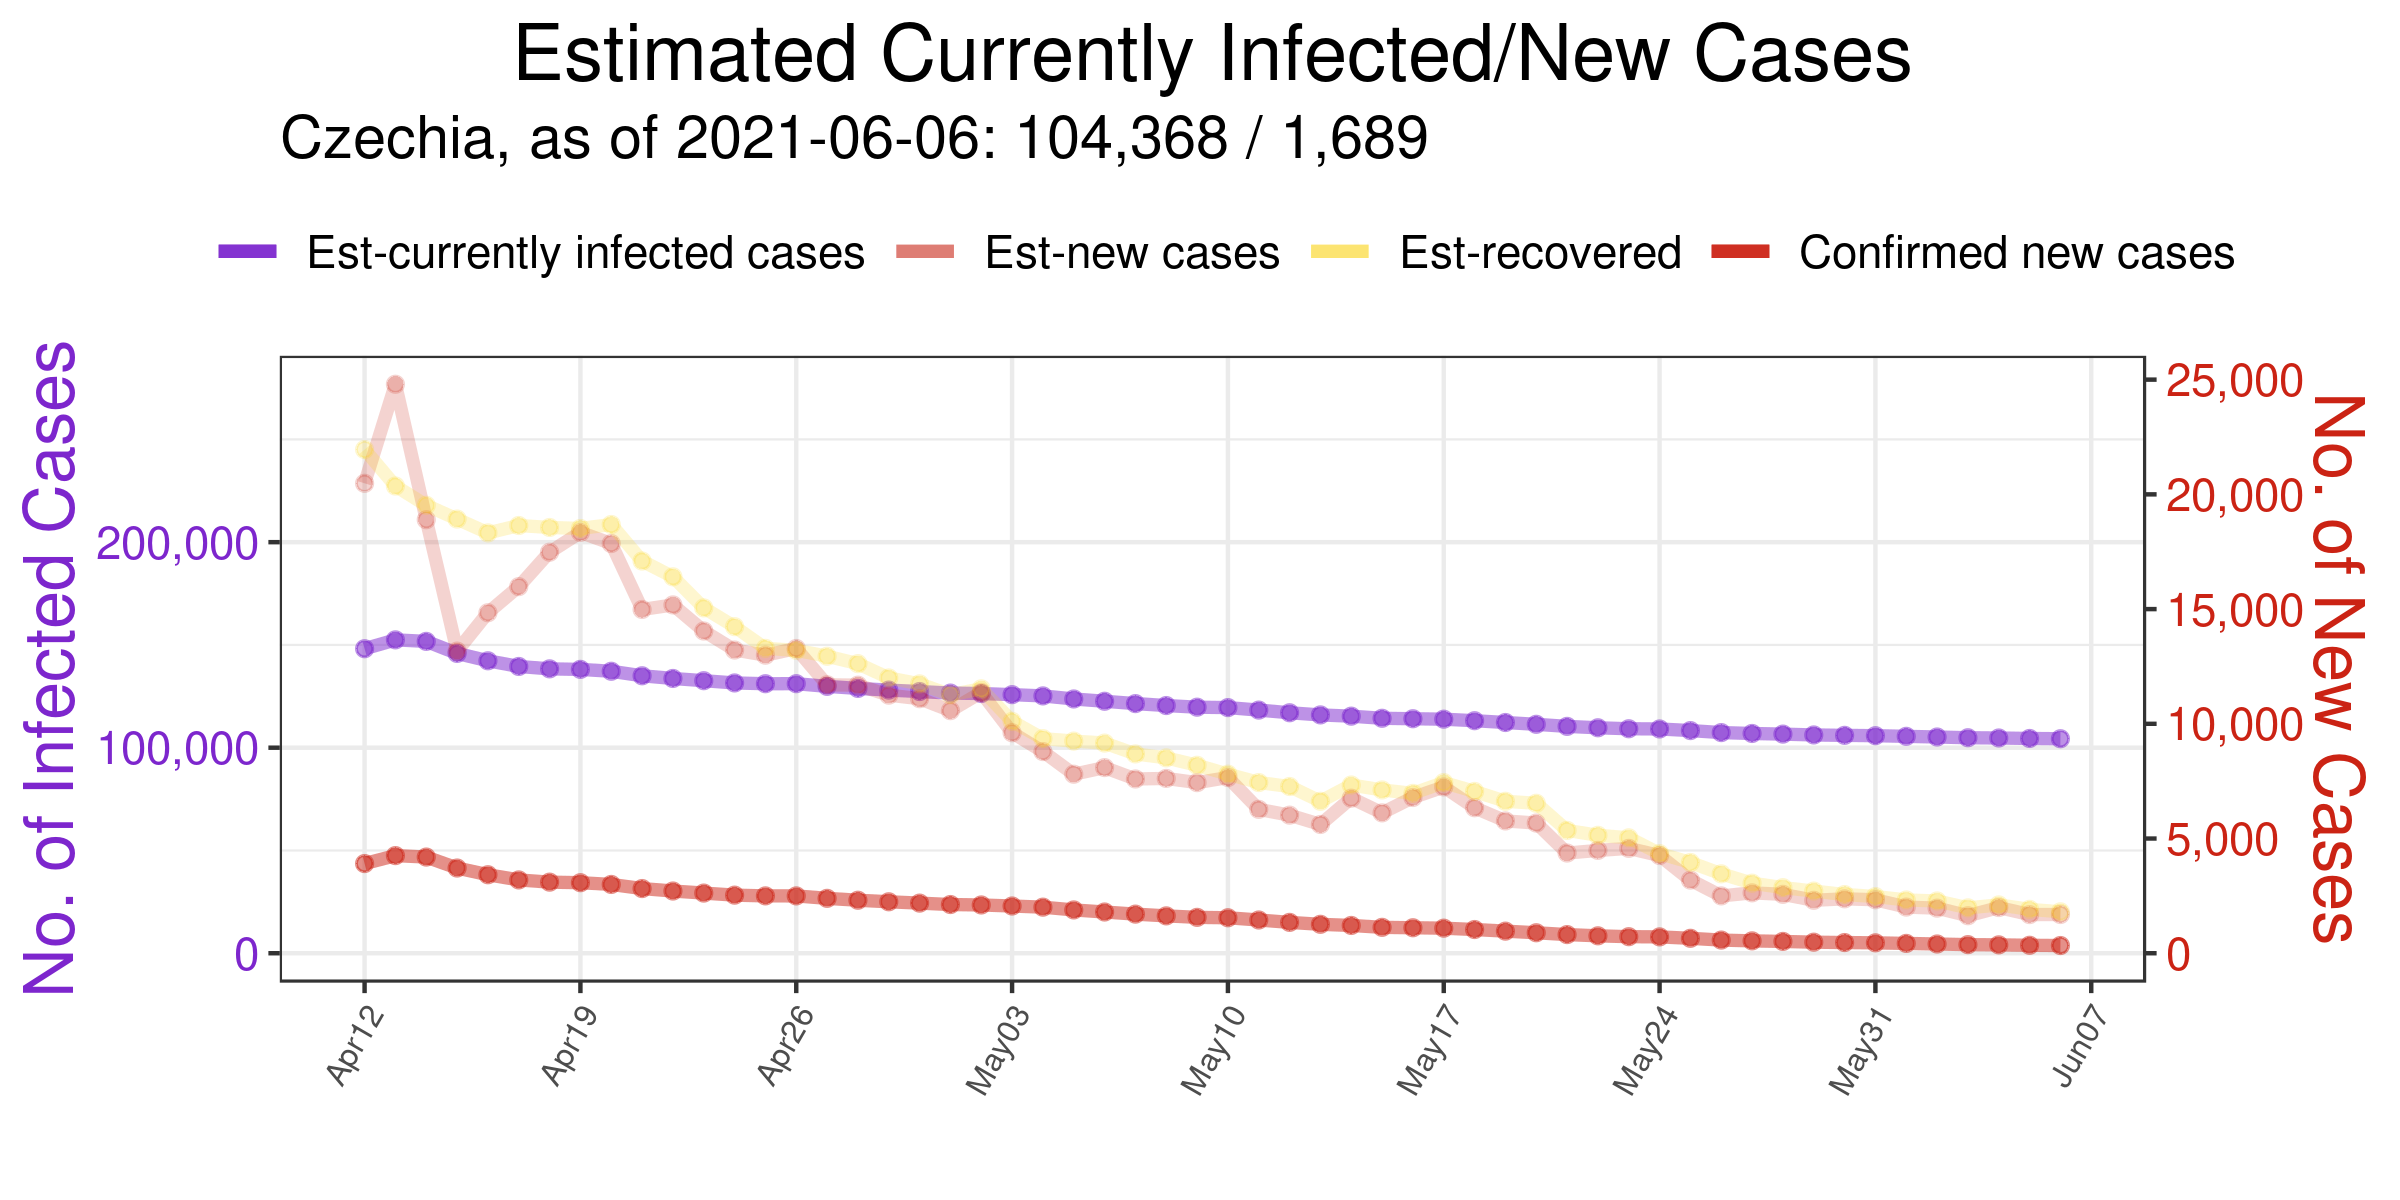 Estimated Currently Infected/New Cases
Czechia, as of 2021-06-06: 104,368 / 1,689
Est-currently infected cases Est-new cases Est-recovered Confirmed new cases
No. of Infected Cases
200,000
100,000
0
25,000
20,000
15,000
10,000
5,000
0
No. of New Cases
Apr12 Apr19 Apr26 May03 May10 May17 May24 May31 Jun07